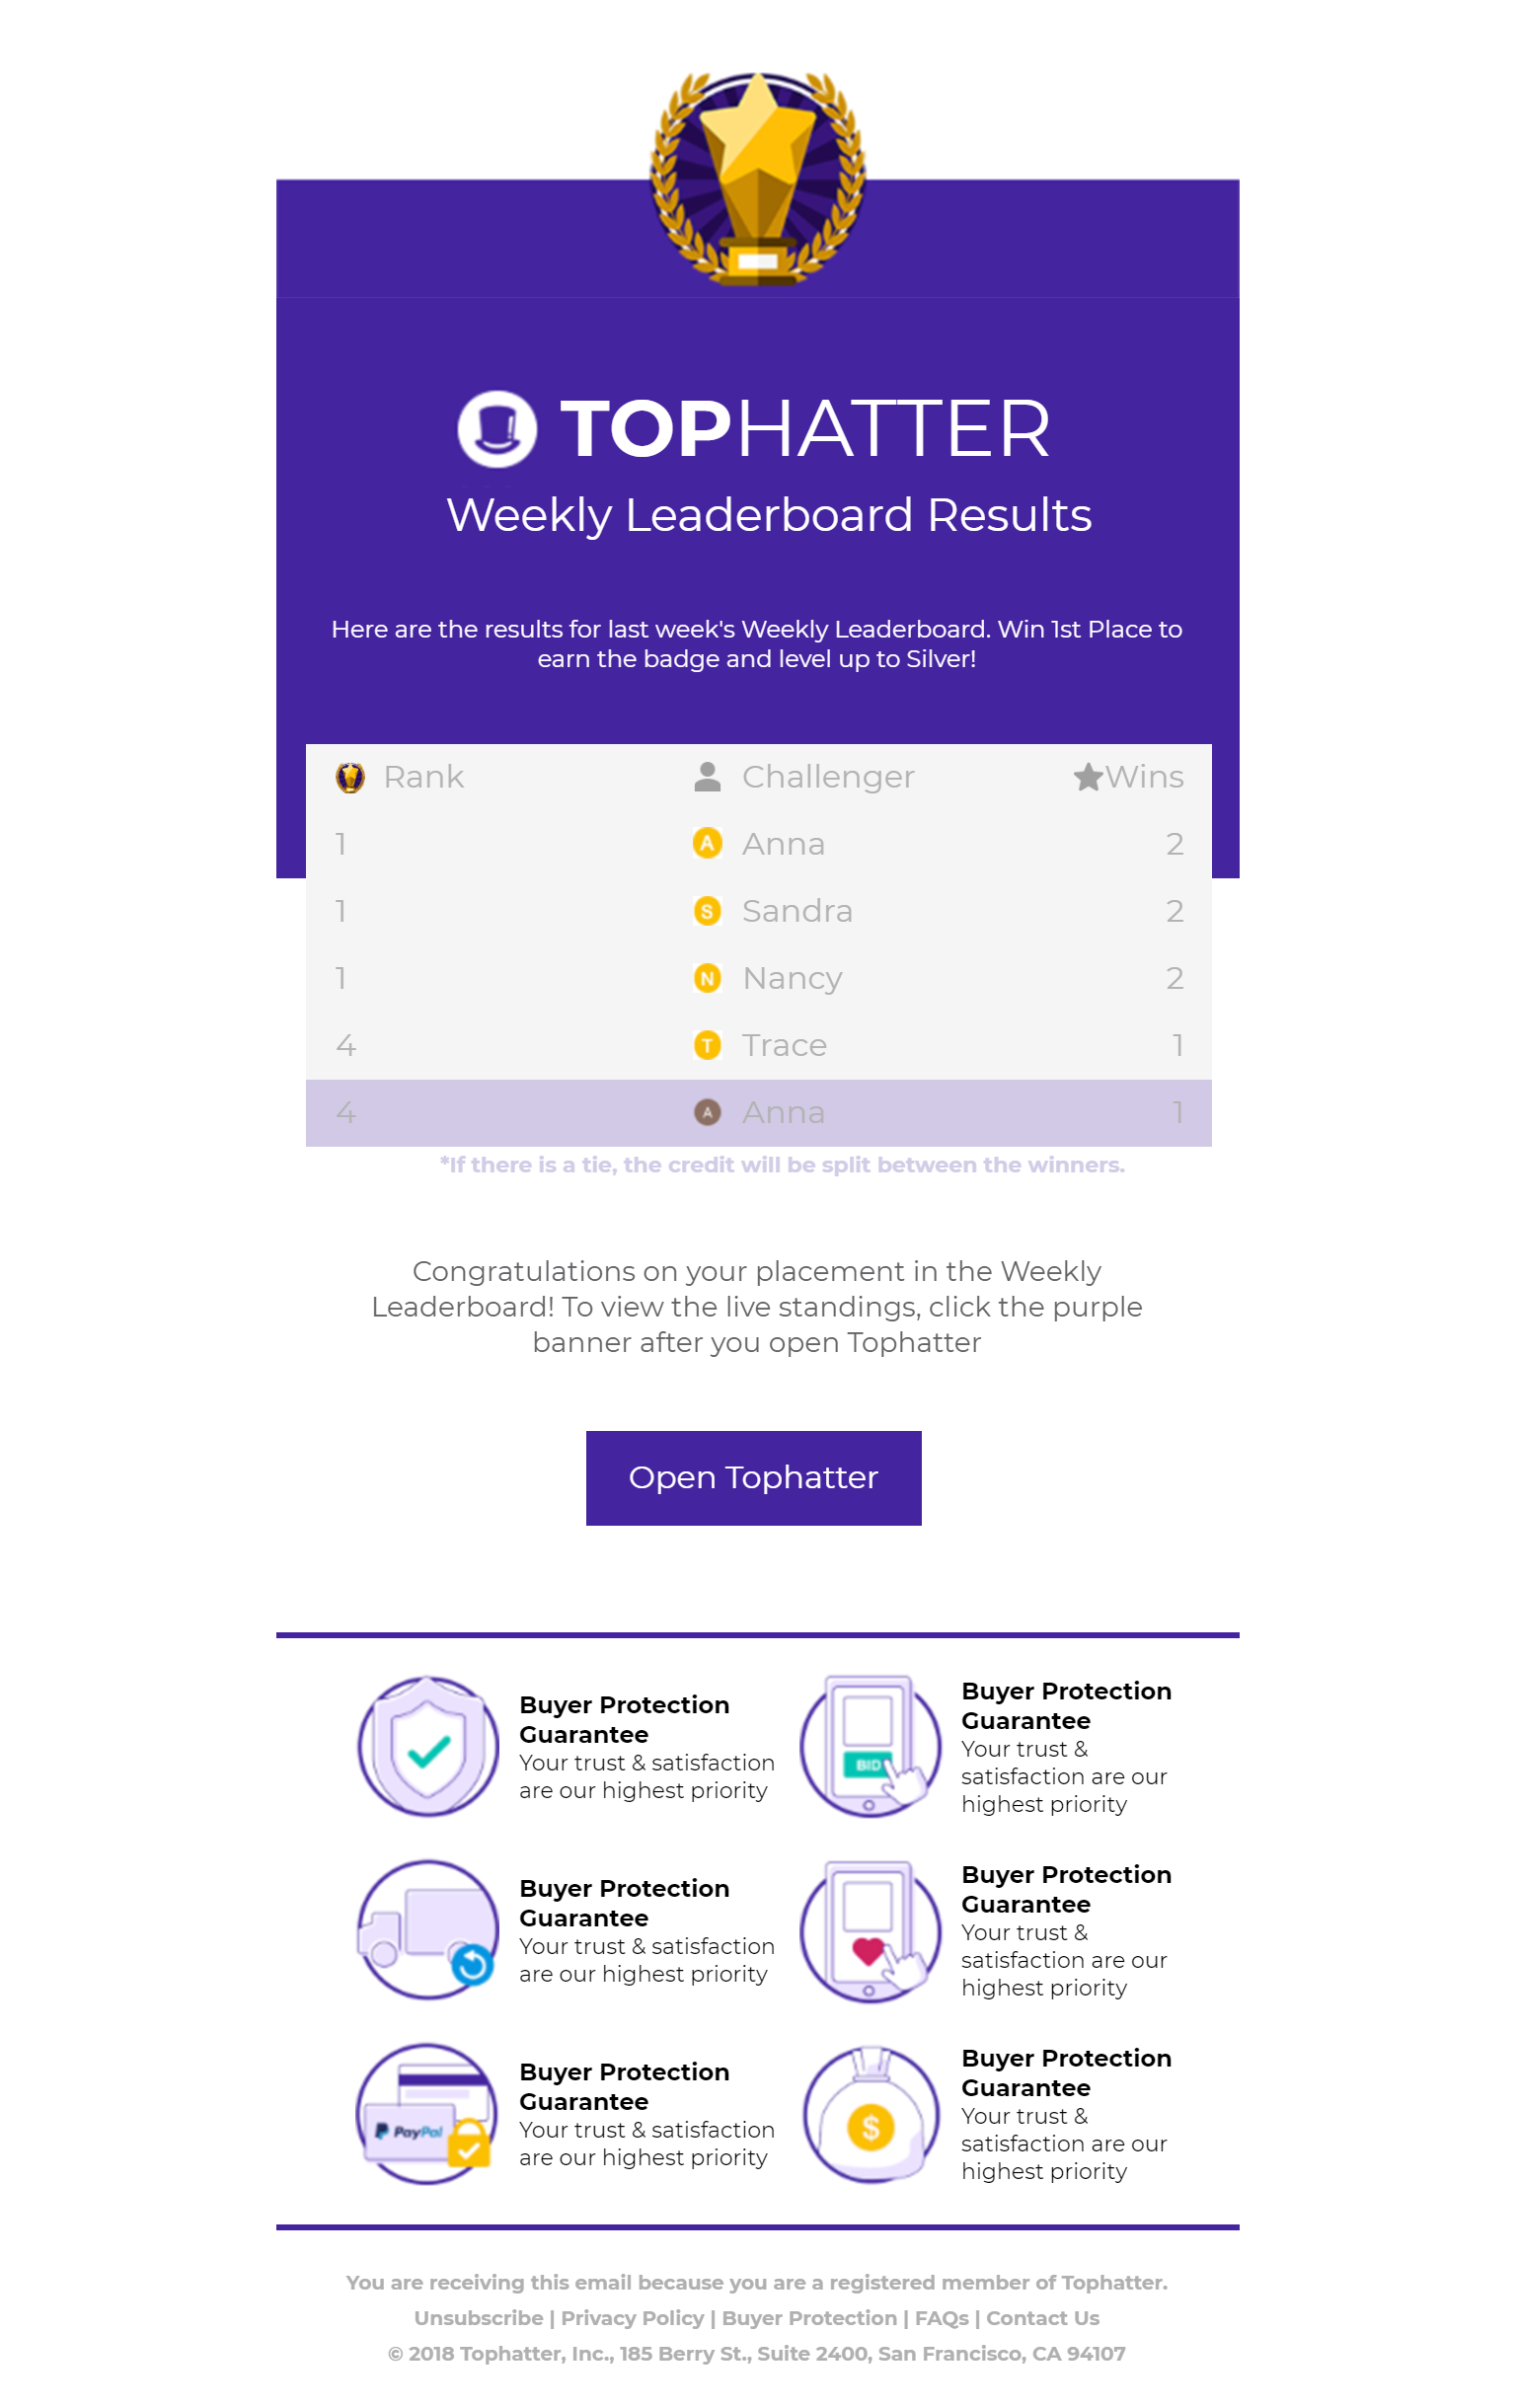 TOPHATTER
Weekly Leaderboard Results
Here are the results for last week's Weekly Leaderboard. Win 1st Place to
earn the badge and level up to Silver!
Rank Challenger Wins
1 A Anna 2
1 S Sandra 2
1 N Nancy 2
4 T Trace 1
4 A Anna 1
*If there is a tie, the credit will be split between the winners.
Congratulations on your placement in the Weekly
Leaderboard! To view the live standings, click the purple
banner after you open Tophatter
Open Tophatter
Buyer Protection
Guarantee
Your trust & satisfaction
are our highest priority
BID
Buyer Protection
Guarantee
Your trust &
satisfaction are our
highest priority
Buyer Protection
Guarantee
Your trust & satisfaction
are our highest priority
Buyer Protection
Guarantee
Your trust &
satisfaction are our
highest priority
PayPal
Buyer Protection
Guarantee
Your trust & satisfaction
are our highest priority
$
Buyer Protection
Guarantee
Your trust &
satisfaction are our
highest priority
You are receiving this email because you are a registered member of Tophatter.
Unsubscribe | Privacy Policy | Buyer Protection | FAQs | Contact Us
© 2018 Tophatter, Inc., 185 Berry St., Suite 2400, San Francisco, CA 94107